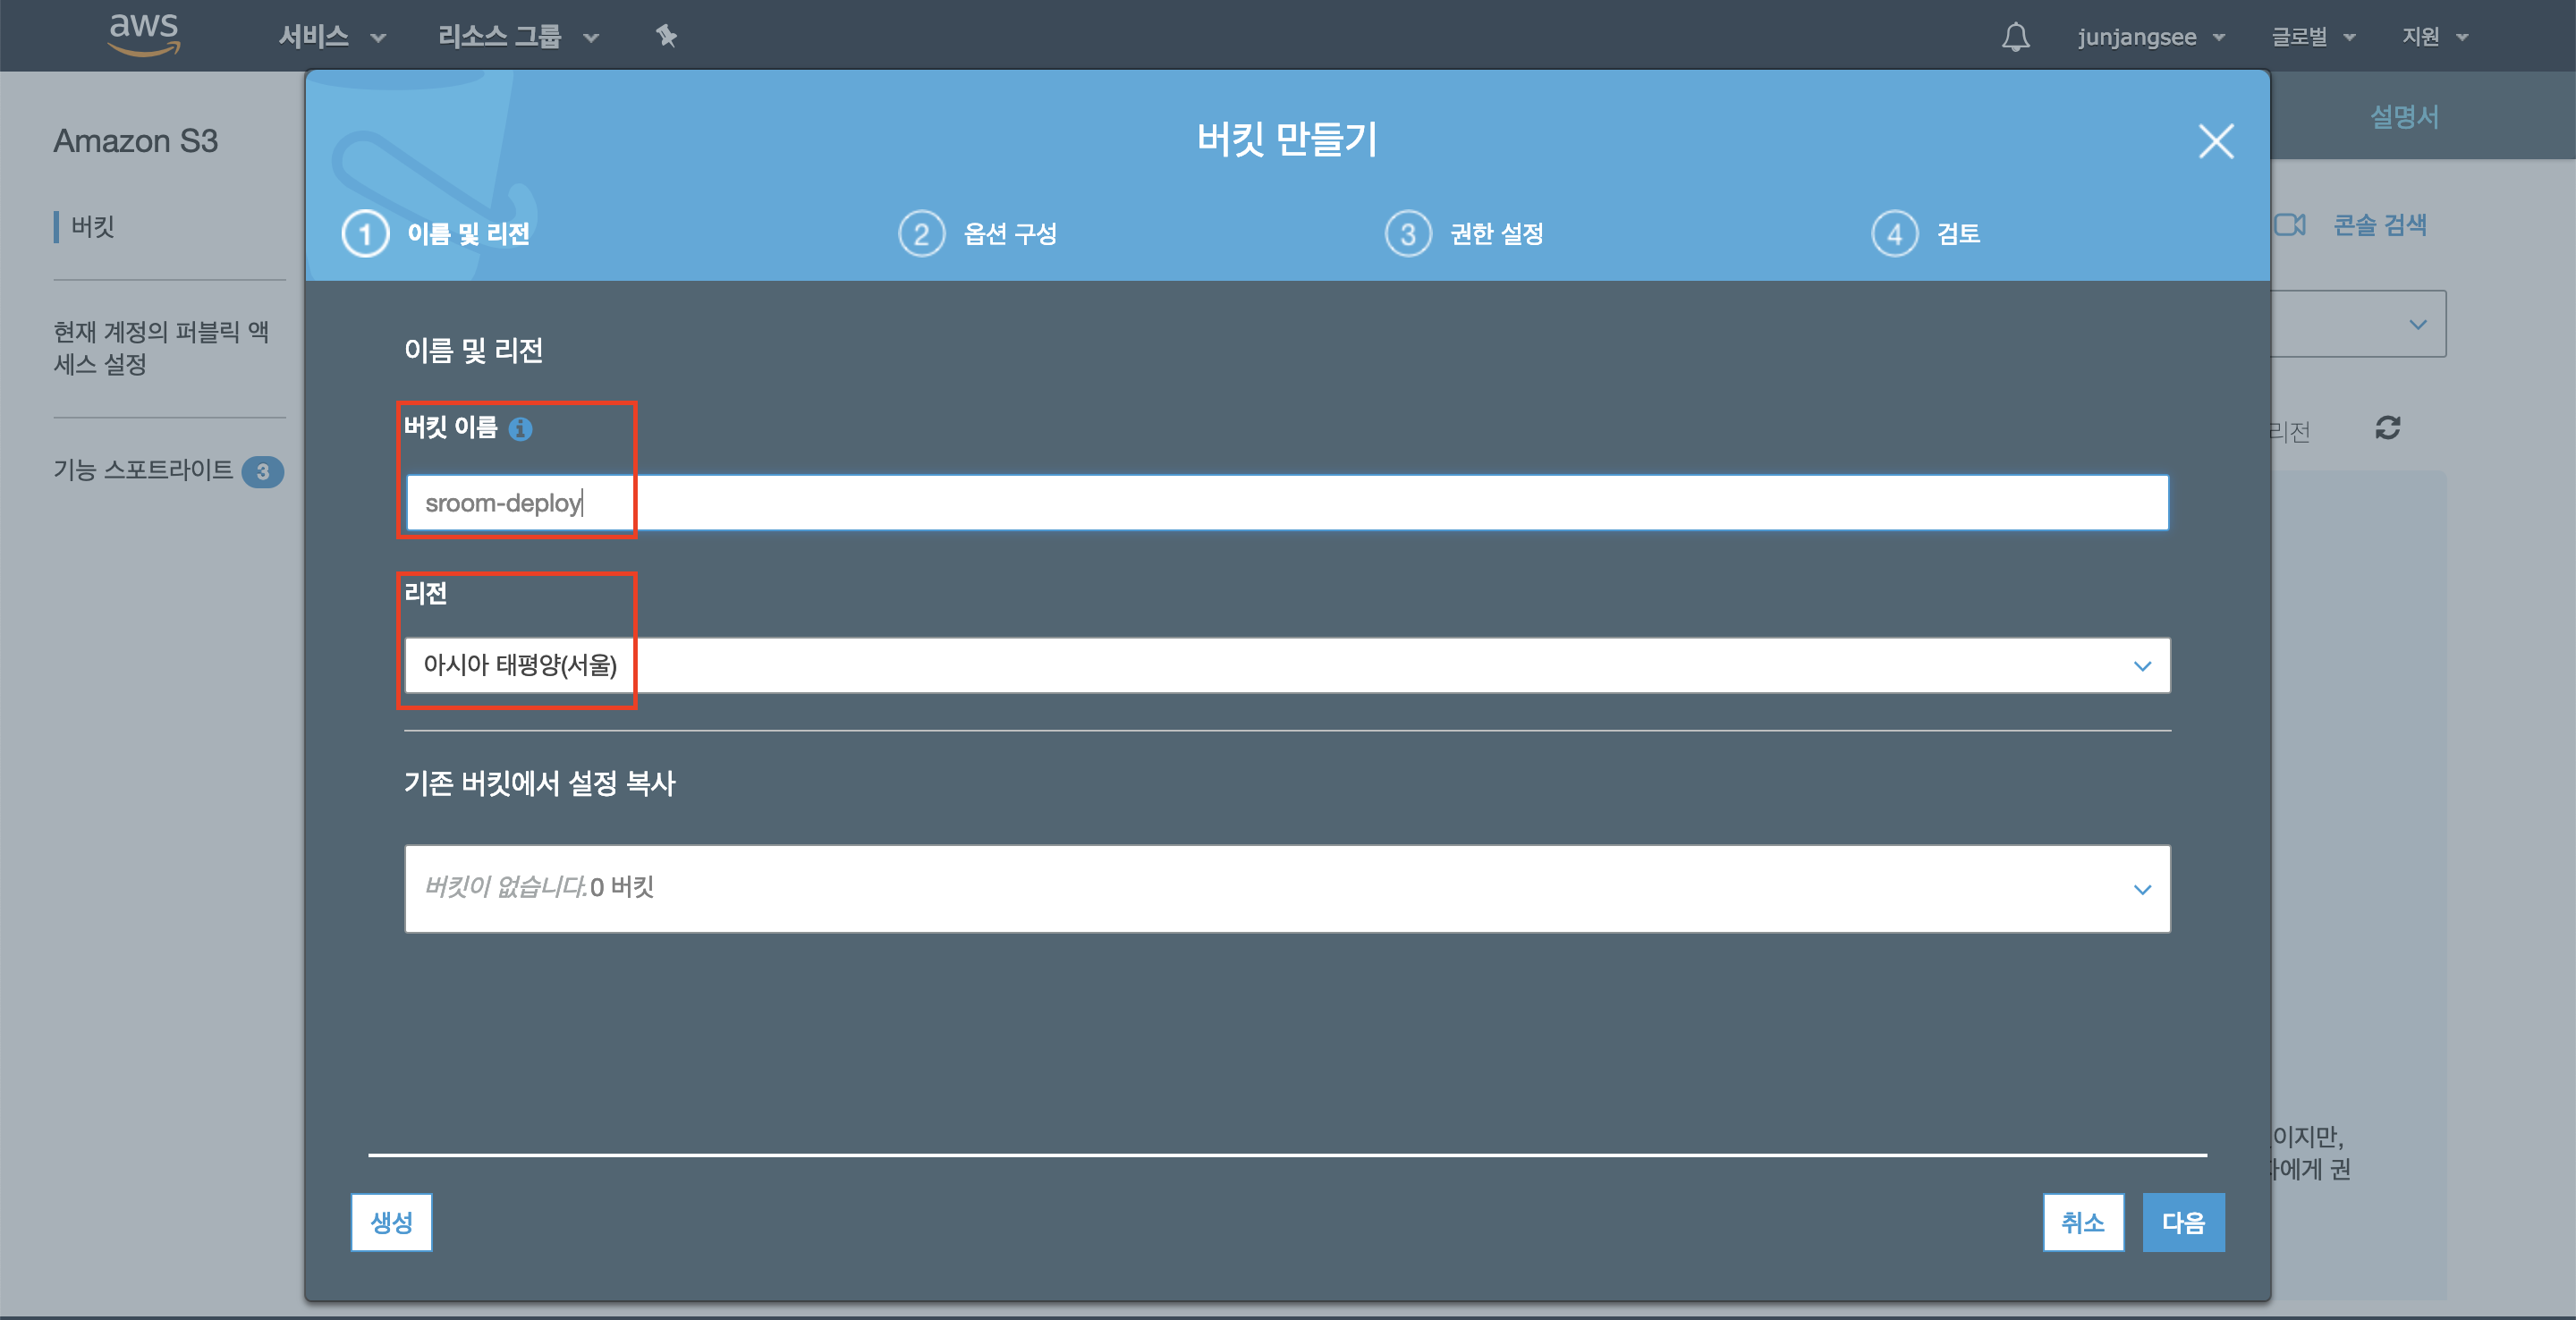 aws
서비스
리소스 그룹
junjangsee
글로벌
지원
Amazon S3
버킷
현재 계정의 퍼블릭 액
세스 설정
기능 스포트라이트 3
설명서
콘솔 검색
리전
버킷 만들기
1 이름 및 리전
2 옵션 구성
3 권한 설정
4 검토
이름 및 리전
버킷 이름
sroom-deploy
리전
아시아 태평양(서울)
기존 버킷에서 설정 복사
버킷이 없습니다.0 버킷
이지만,
에게 권
생성
취소
다음